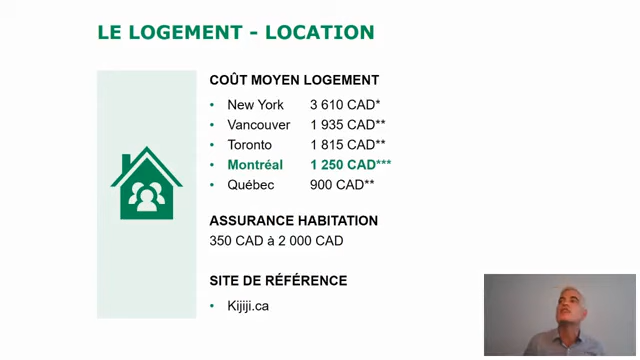 LE LOGEMENT - LOCATION
COÛT MOYEN LOGEMENT
• New York 3 610 CAD*
• Vancouver 1 935 CAD**
• Toronto 1 815 CAD**
• Montréal 1 250 CAD***
• Québec 900 CAD**
ASSURANCE HABITATION
350 CAD à 2 000 CAD
SITE DE RÉFÉRENCE
• Kijiji.ca